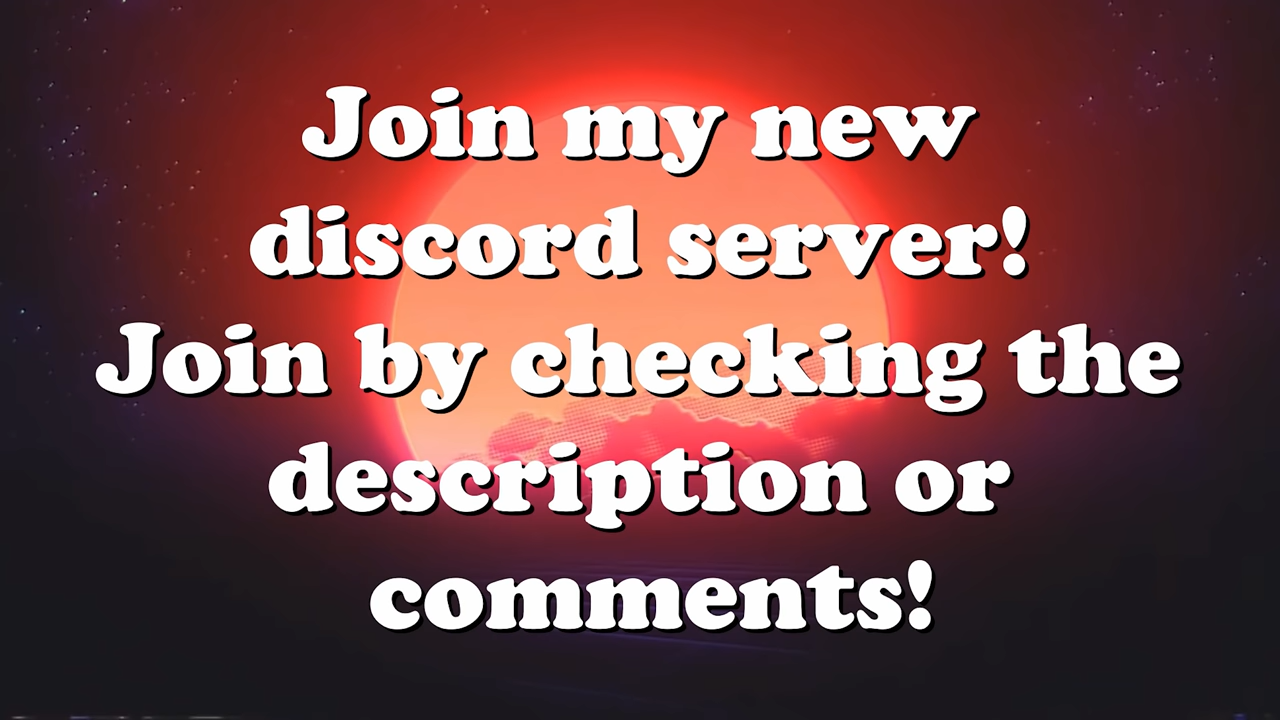 Join my new
discord server!
Join by checking the
description or
comments!